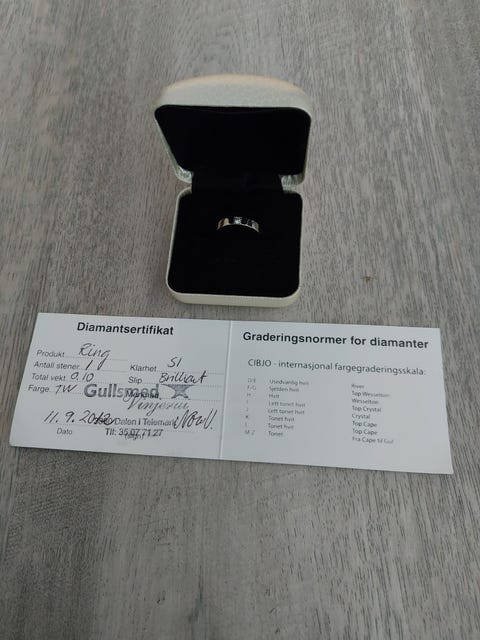 Diamantsertifikat
Produkt Ring
Antall stener 1 Klarhet SI
Total vekt 0.10 Slip Brillant
Farge TW Gullsmed
11.9. Dalen i Telemark
Dato Tlf: 35 07 71 27
Graderingsnormer for diamanter
CIBJO - internasjonal fargegraderingsskala:
D/E Usedvanlig hvit River
F/G Sjelden hvit Top Wesselton
H Hvit Wesselton
I Lett tonet hvit Top Crystal
J Lett tonet hvit Crystal
K Tonet hvit Top Cape
L Tonet hvit Top Cape
M-Z Tonet Fra Cape til Gul